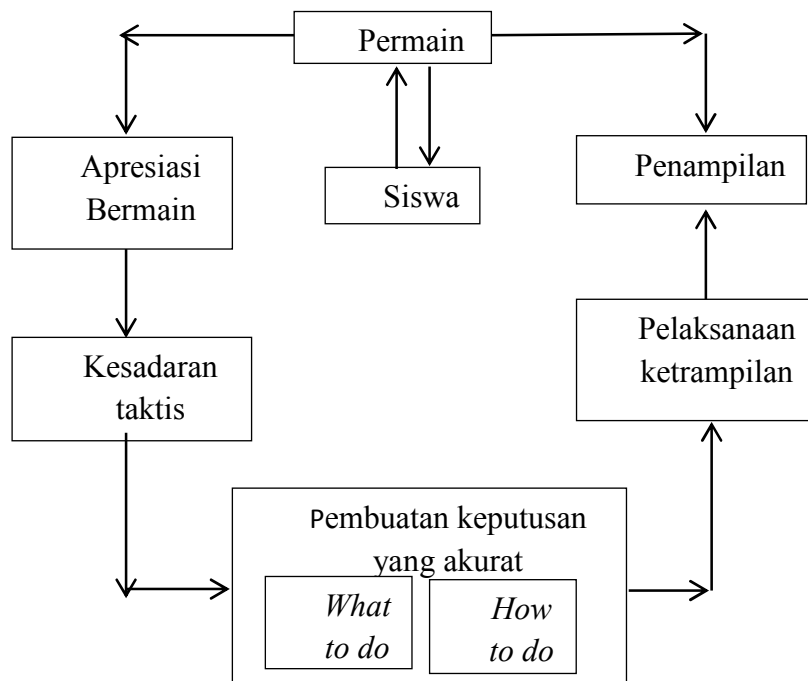 Permain
Apresiasi
Bermain
Siswa
Penampilan
Kesadaran
taktis
Pelaksanaan
ketrampilan
Pembuatan keputusan
yang akurat
What
to do
How
to do